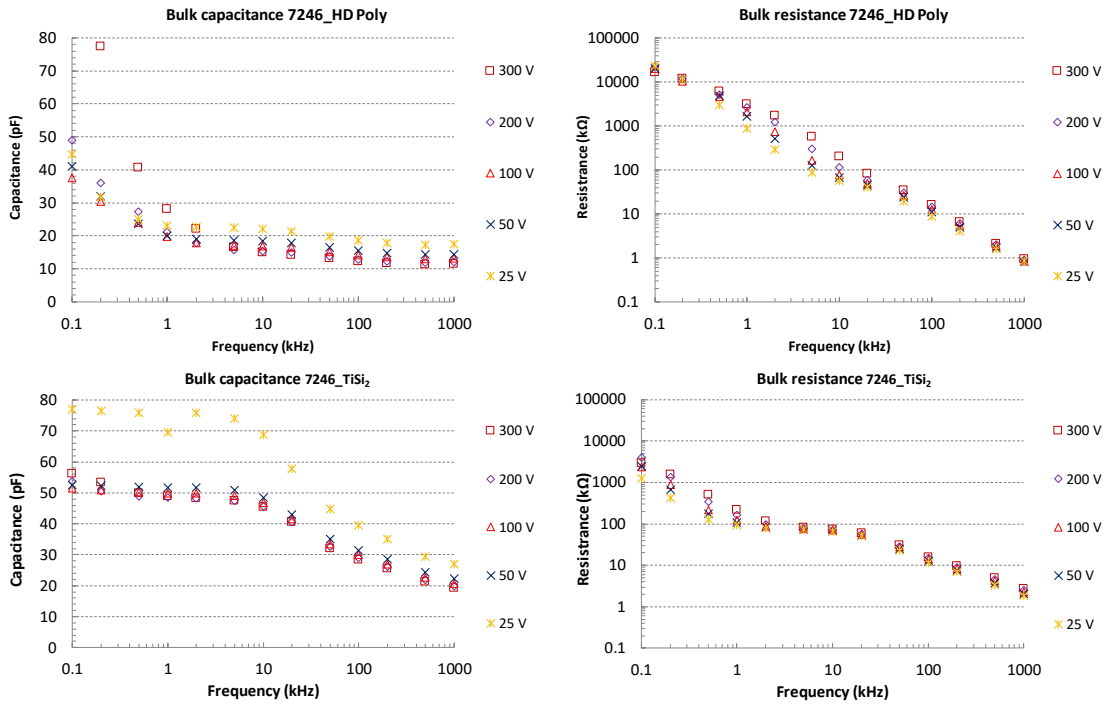 Bulk capacitance 7246_HD Poly
80
70
60
50
40
30
20
10
0
Capacitance (pF)
0.1 1 10 100 1000
Frequency (kHz)
300 V
200 V
100 V
50 V
25 V
Bulk resistance 7246_HD Poly
100000
10000
1000
100
10
1
0.1
Resistrance (kΩ)
0.1 1 10 100 1000
Frequency (kHz)
300 V
200 V
100 V
50 V
25 V
Bulk capacitance 7246_TiSi₂
80
70
60
50
40
30
20
10
0
Capacitance (pF)
0.1 1 10 100 1000
Frequency (kHz)
300 V
200 V
100 V
50 V
25 V
Bulk resistance 7246_TiSi₂
100000
10000
1000
100
10
1
0.1
Resistrance (kΩ)
0.1 1 10 100 1000
Frequency (kHz)
300 V
200 V
100 V
50 V
25 V